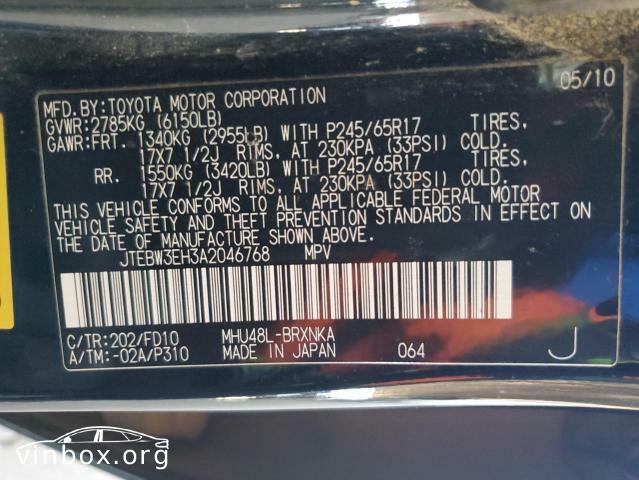 MFD. BY: TOYOTA MOTOR CORPORATION 05/10
GVWR: 2785KG (6150LB)
GAWR: FRT. 1340KG (2955LB) WITH P245/65R17 TIRES,
17X7 1/2J RIMS, AT 230KPA (33PSI) COLD.
RR. 1550KG (3420LB) WITH P245/65R17 TIRES,
17X7 1/2J RIMS, AT 230KPA (33PSI) COLD.
THIS VEHICLE CONFORMS TO ALL APPLICABLE FEDERAL MOTOR
VEHICLE SAFETY AND THEFT PREVENTION STANDARDS IN EFFECT ON
THE DATE OF MANUFACTURE SHOWN ABOVE.
JTEBW3EH3A2046768 MPV
C/TR: 202/FD10 MHU48L-BRXNKA
A/TM: -02A/P310 MADE IN JAPAN 064 J
vinbox.org